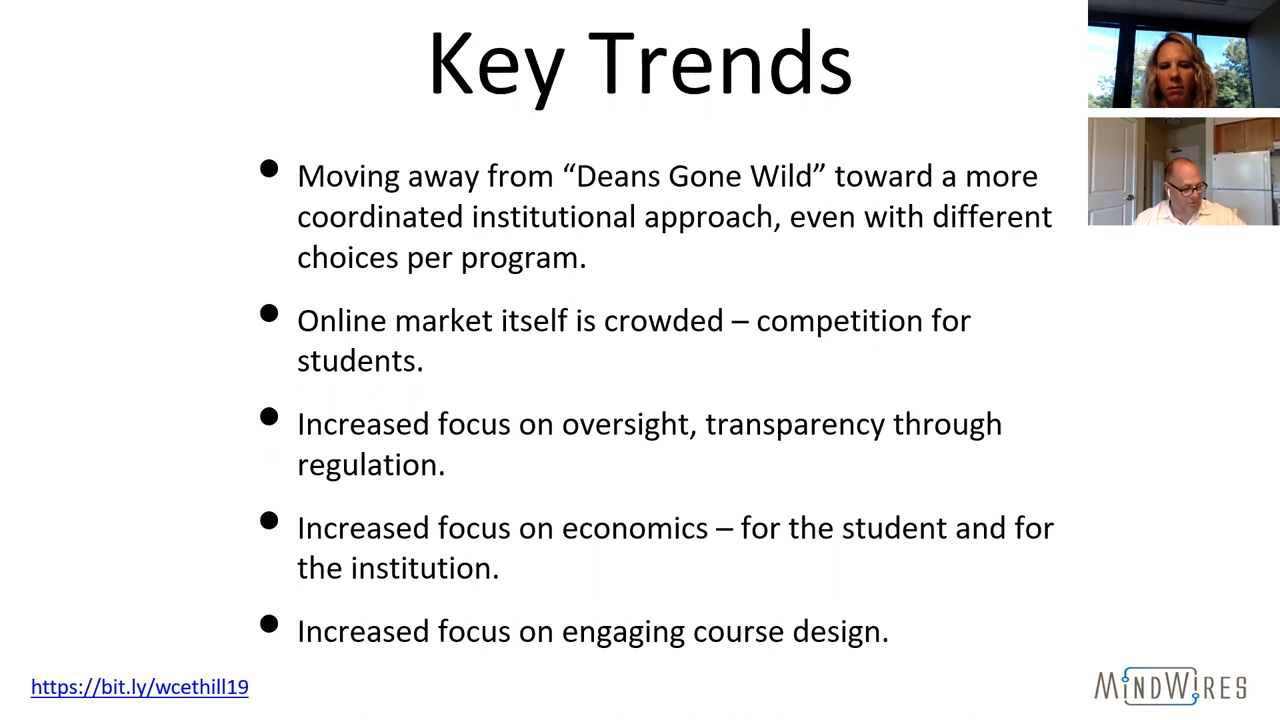 Key Trends
• Moving away from “Deans Gone Wild” toward a more
coordinated institutional approach, even with different
choices per program.
• Online market itself is crowded – competition for
students.
• Increased focus on oversight, transparency through
regulation.
• Increased focus on economics – for the student and for
the institution.
• Increased focus on engaging course design.
https://bit.ly/wcethill19
MINDWIRES